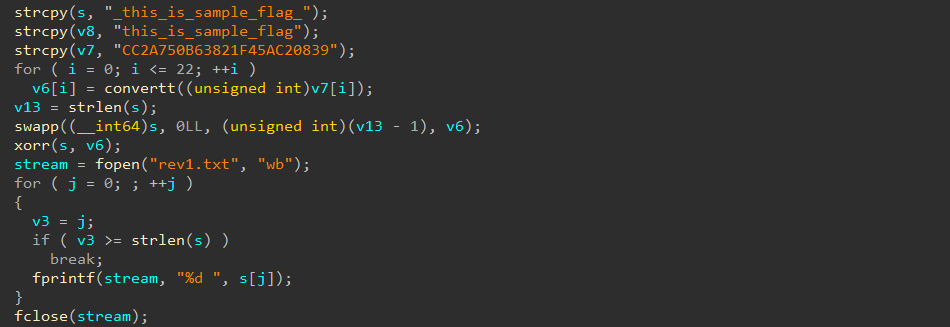 strcpy(s, "_this_is_sample_flag_");
strcpy(v8, "this_is_sample_flag");
strcpy(v7, "CC2A750B63821F45AC20839");
for ( i = 0; i <= 22; ++i )
v6[i] = convertt((unsigned int)v7[i]);
v13 = strlen(s);
swapp((__int64)s, 0LL, (unsigned int)(v13 - 1), v6);
xorr(s, v6);
stream = fopen("rev1.txt", "wb");
for ( j = 0; ; ++j )
{
v3 = j;
if ( v3 >= strlen(s) )
break;
fprintf(stream, "%d ", s[j]);
}
fclose(stream);